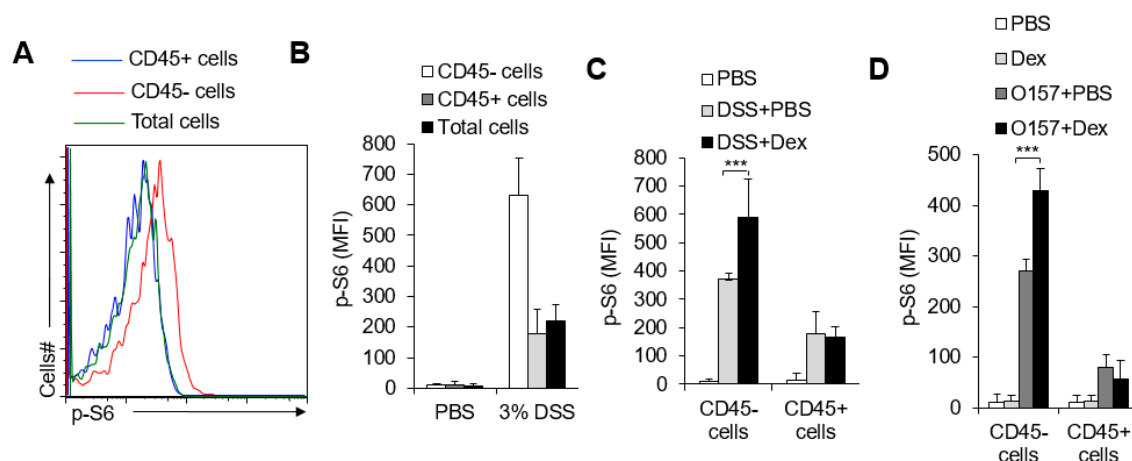 A
CD45+ cells
CD45- cells
Total cells
Cells#
p-S6
B
CD45- cells
CD45+ cells
Total cells
800
700
600
500
400
300
200
100
0
p-S6 (MFI)
PBS
3% DSS
C
PBS
DSS+PBS
DSS+Dex
800
700
600
500
400
300
200
100
0
p-S6 (MFI)
***
CD45-
cells
CD45+
cells
D
PBS
Dex
O157+PBS
O157+Dex
500
400
300
200
100
0
p-S6 (MFI)
***
CD45-
cells
CD45+
cells